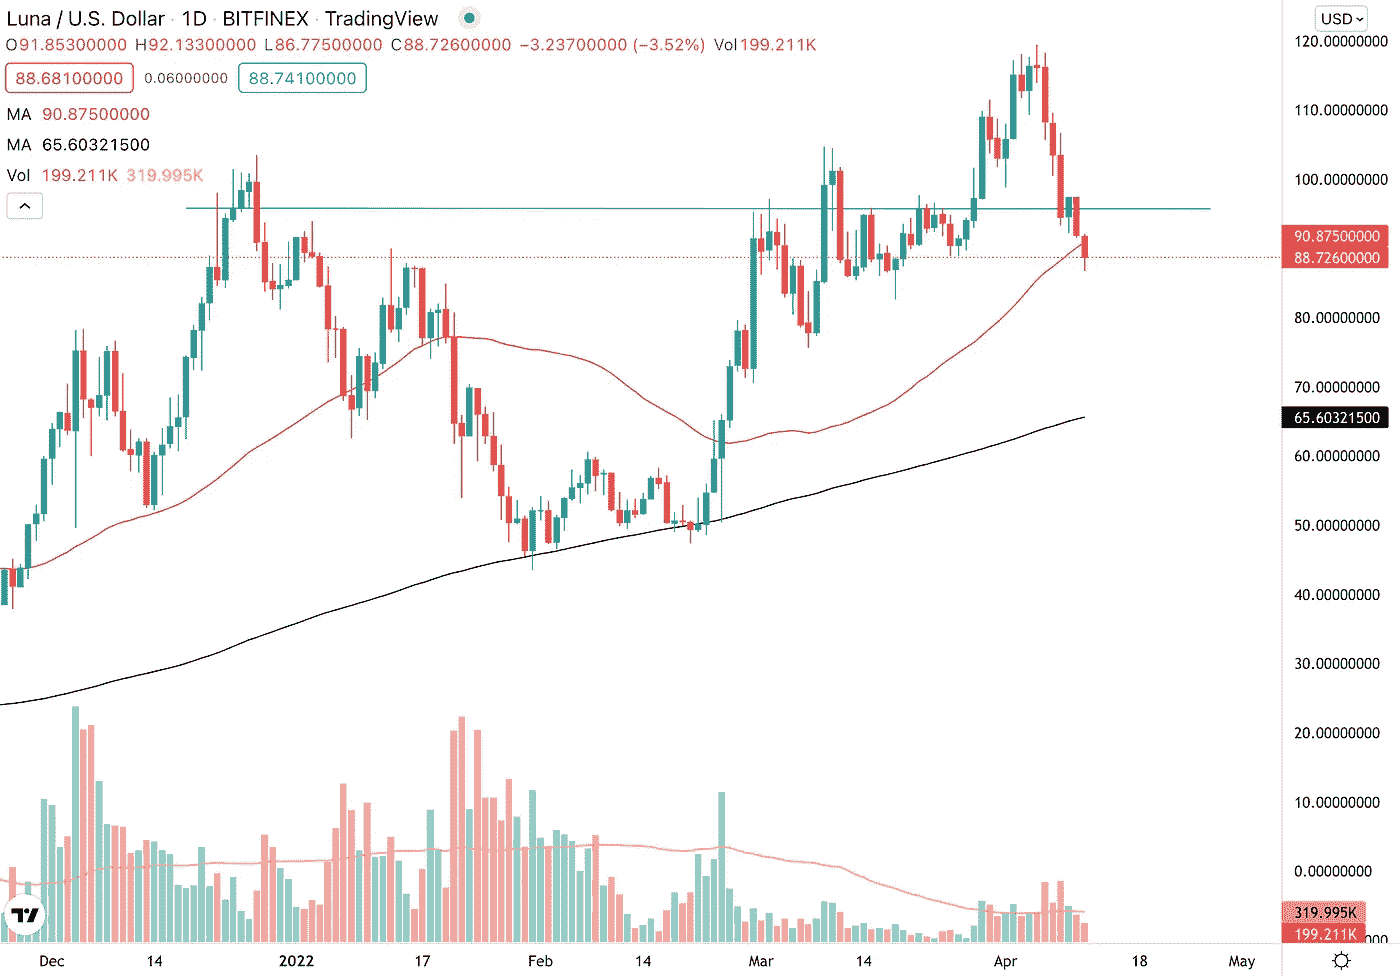 Luna / U.S. Dollar · 1D · BITFINEX · TradingView
O91.85300000 H92.13300000 L86.77500000 C88.72600000 −3.23700000 (−3.52%) Vol199.211K
88.68100000 0.06000000 88.74100000
MA 90.87500000
MA 65.60321500
Vol 199.211K 319.995K
USD
120.00000000
110.00000000
100.00000000
90.87500000
88.72600000
80.00000000
70.00000000
65.60321500
60.00000000
50.00000000
40.00000000
30.00000000
20.00000000
10.00000000
0.00000000
319.995K
199.211K
Dec 14 2022 17 Feb 14 Mar 14 Apr 18 May